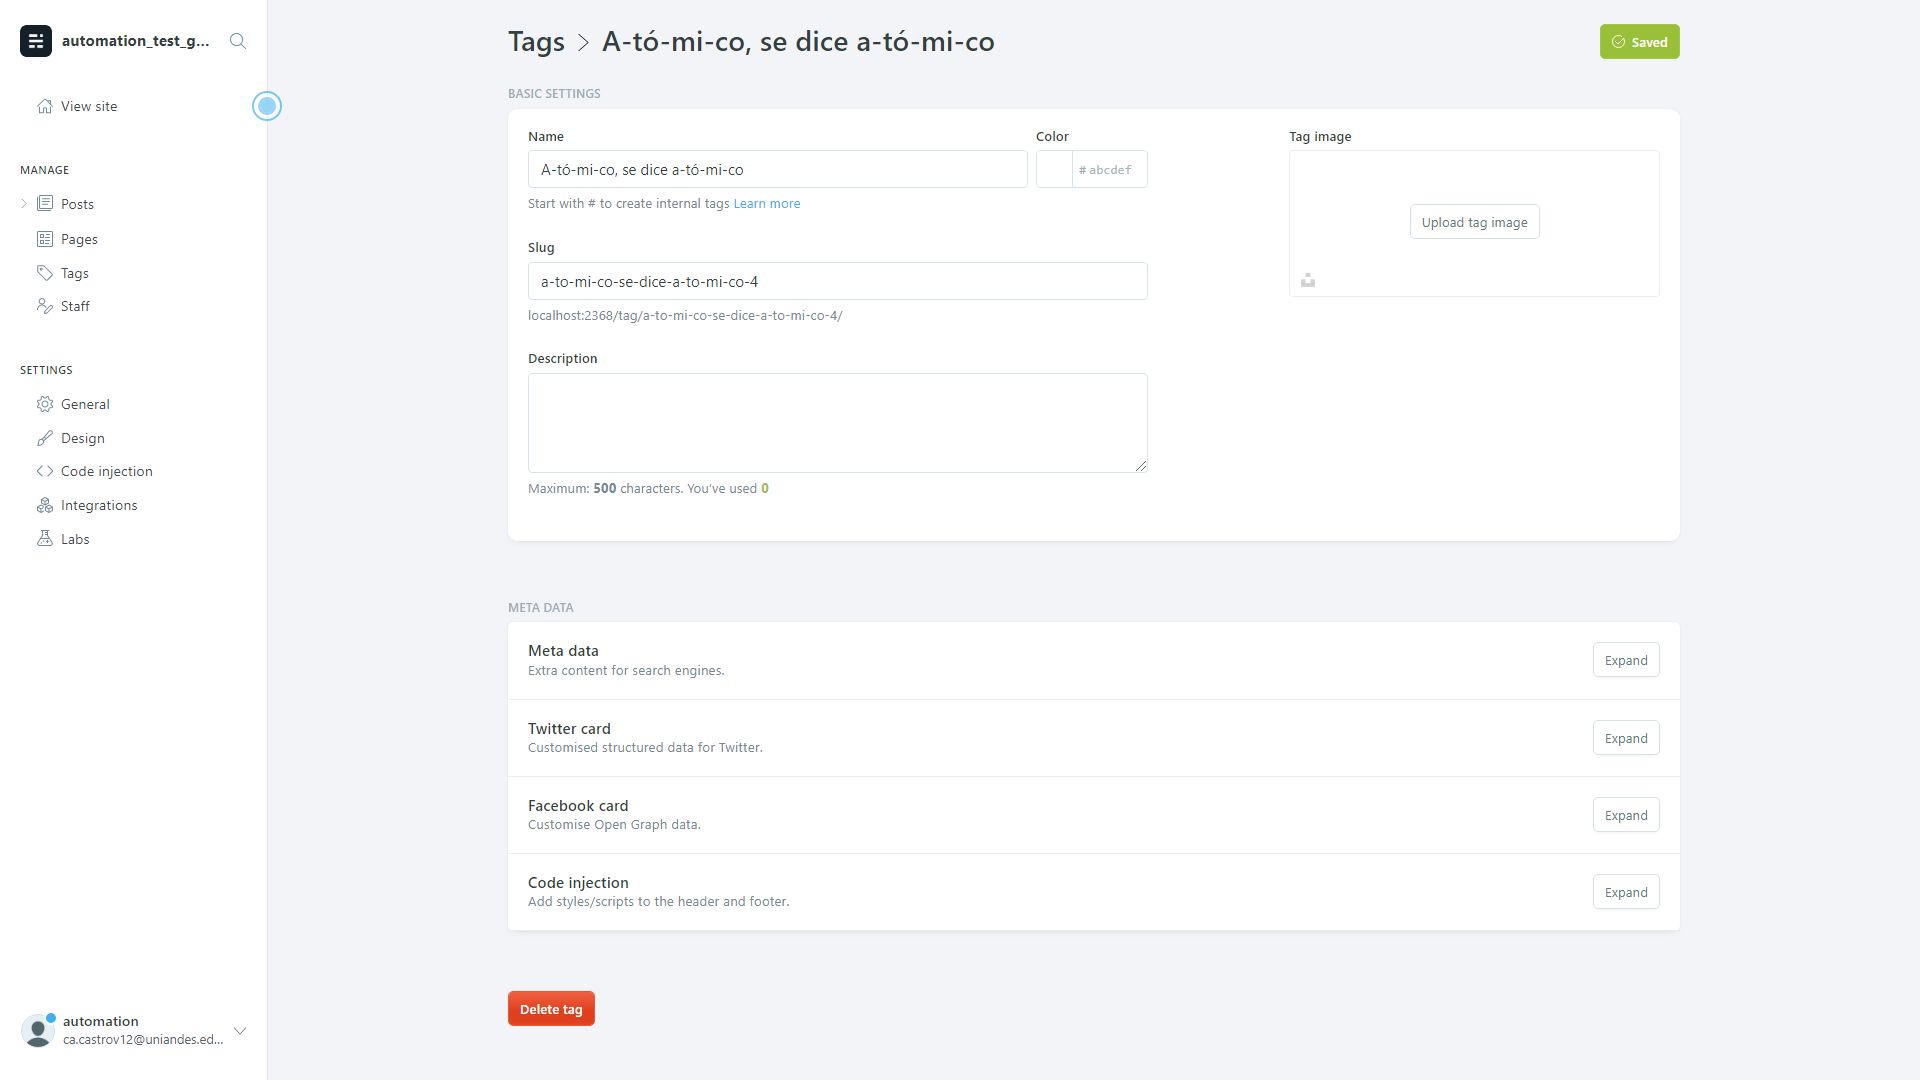 automation_test_g...
View site
MANAGE
Posts
Pages
Tags
Staff
SETTINGS
General
Design
Code injection
Integrations
Labs
automation
ca.castrov12@uniandes.ed...
Tags > A-tó-mi-co, se dice a-tó-mi-co
Saved
BASIC SETTINGS
Name
A-tó-mi-co, se dice a-tó-mi-co
Start with # to create internal tags Learn more
Color
# abcdef
Slug
a-to-mi-co-se-dice-a-to-mi-co-4
localhost:2368/tag/a-to-mi-co-se-dice-a-to-mi-co-4/
Description
Maximum: 500 characters. You've used 0
Tag image
Upload tag image
META DATA
Meta data
Extra content for search engines.
Expand
Twitter card
Customised structured data for Twitter.
Expand
Facebook card
Customise Open Graph data.
Expand
Code injection
Add styles/scripts to the header and footer.
Expand
Delete tag